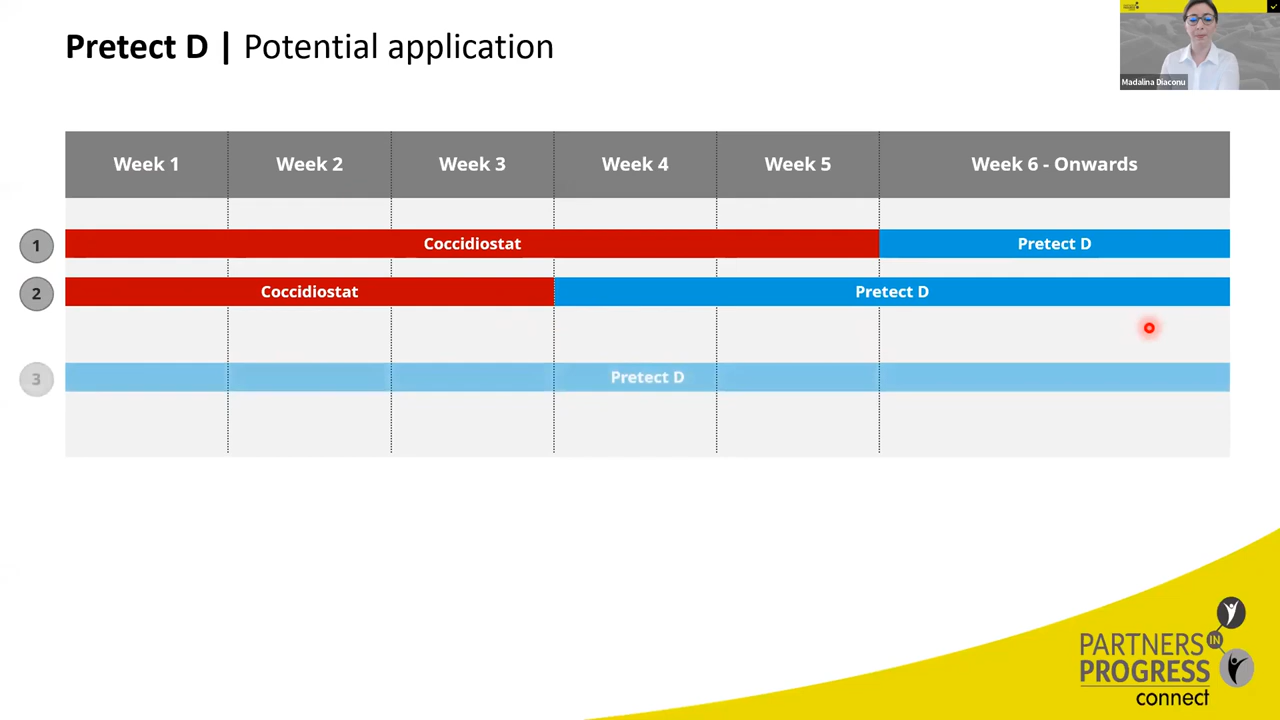 Pretect D | Potential application
Madalina Diaconu
Week 1
Week 2
Week 3
Week 4
Week 5
Week 6 - Onwards
1
Coccidiostat
Pretect D
2
Coccidiostat
Pretect D
3
Pretect D
PARTNERS IN
PROGRESS
connect